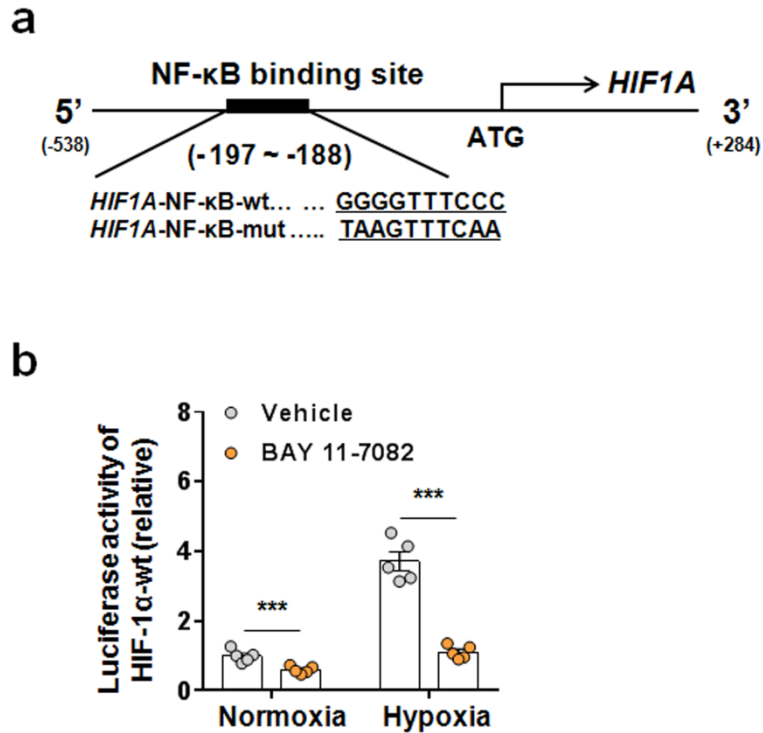 a
NF-κB binding site
HIF1A
5’
3’
(-538)
ATG
(+284)
(-197 ~ -188)
HIF1A-NF-κB-wt... ... GGGGTTTCCC
HIF1A-NF-κB-mut ..... TAAGTTTCAA
b
Luciferase activity of
HIF-1α-wt (relative)
8
6
4
2
0
Vehicle
BAY 11-7082
***
***
Normoxia
Hypoxia